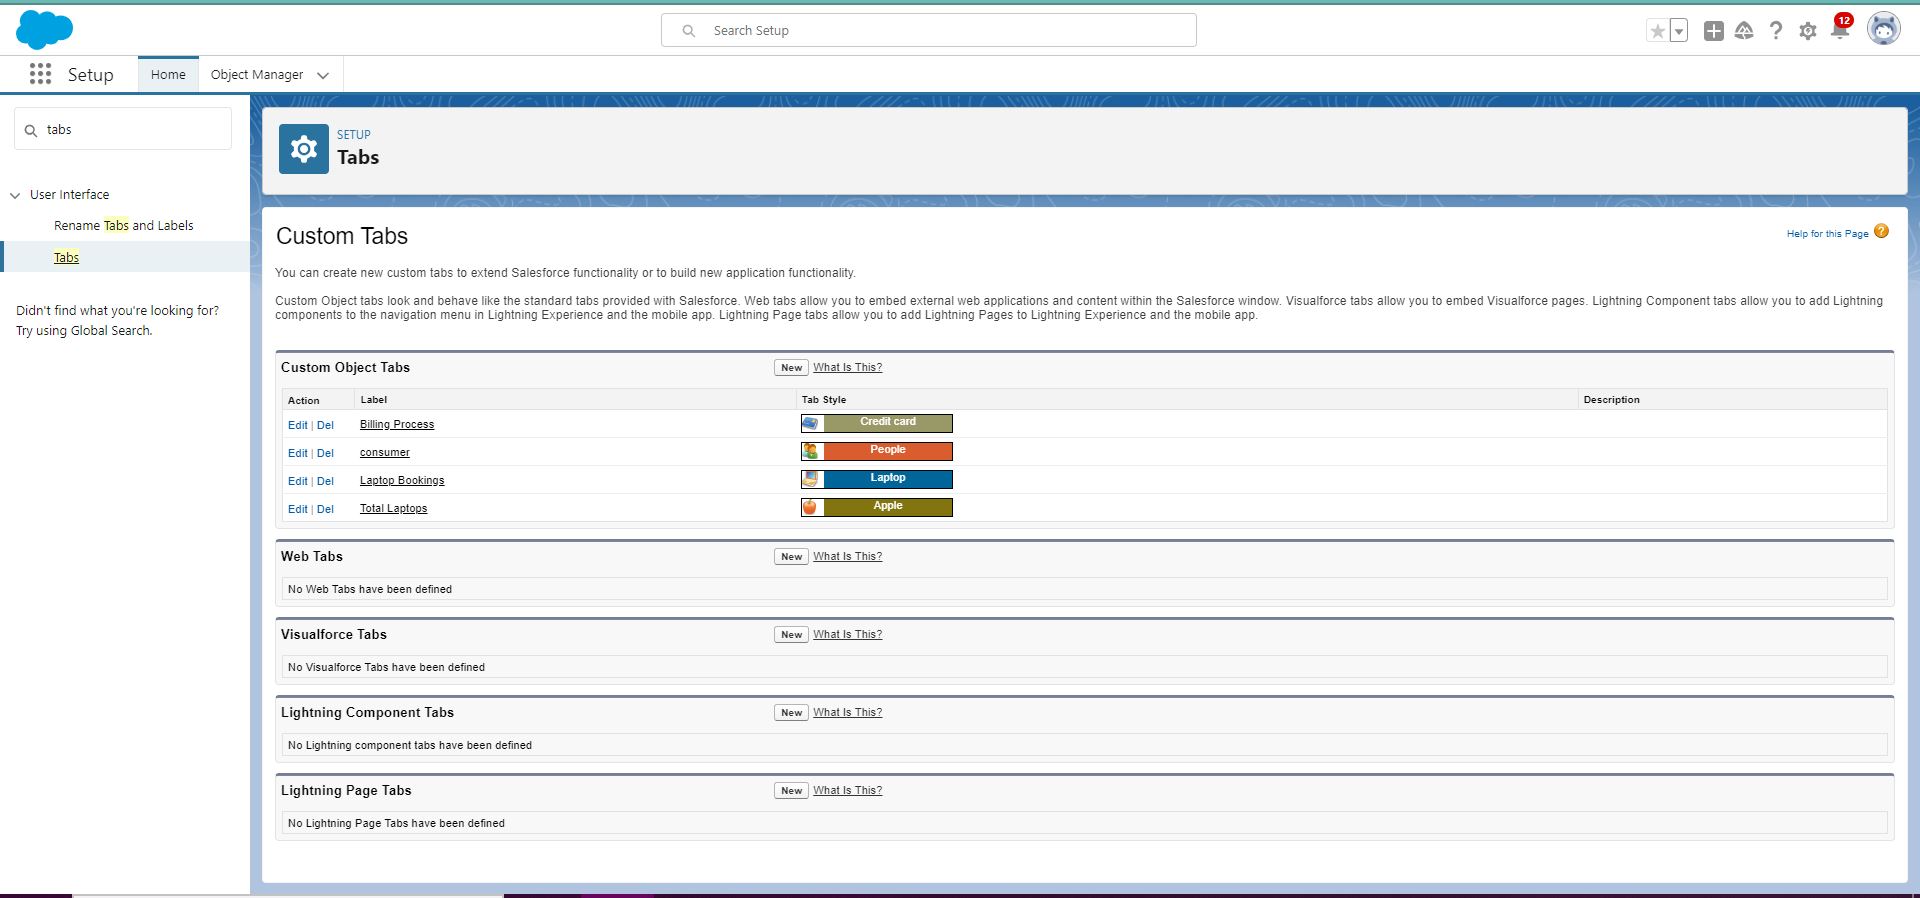 Search Setup
12
Setup
Home
Object Manager
tabs
User Interface
Rename Tabs and Labels
Tabs
Didn't find what you're looking for?
Try using Global Search.
SETUP
Tabs
Custom Tabs
Help for this Page
You can create new custom tabs to extend Salesforce functionality or to build new application functionality.
Custom Object tabs look and behave like the standard tabs provided with Salesforce. Web tabs allow you to embed external web applications and content within the Salesforce window. Visualforce tabs allow you to embed Visualforce pages. Lightning Component tabs allow you to add Lightning
components to the navigation menu in Lightning Experience and the mobile app. Lightning Page tabs allow you to add Lightning Pages to Lightning Experience and the mobile app.
Custom Object Tabs New What Is This?
Action Label Tab Style Description
Edit | Del Billing Process Credit card
Edit | Del consumer People
Edit | Del Laptop Bookings Laptop
Edit | Del Total Laptops Apple
Web Tabs New What Is This?
No Web Tabs have been defined
Visualforce Tabs New What Is This?
No Visualforce Tabs have been defined
Lightning Component Tabs New What Is This?
No Lightning component tabs have been defined
Lightning Page Tabs New What Is This?
No Lightning Page Tabs have been defined